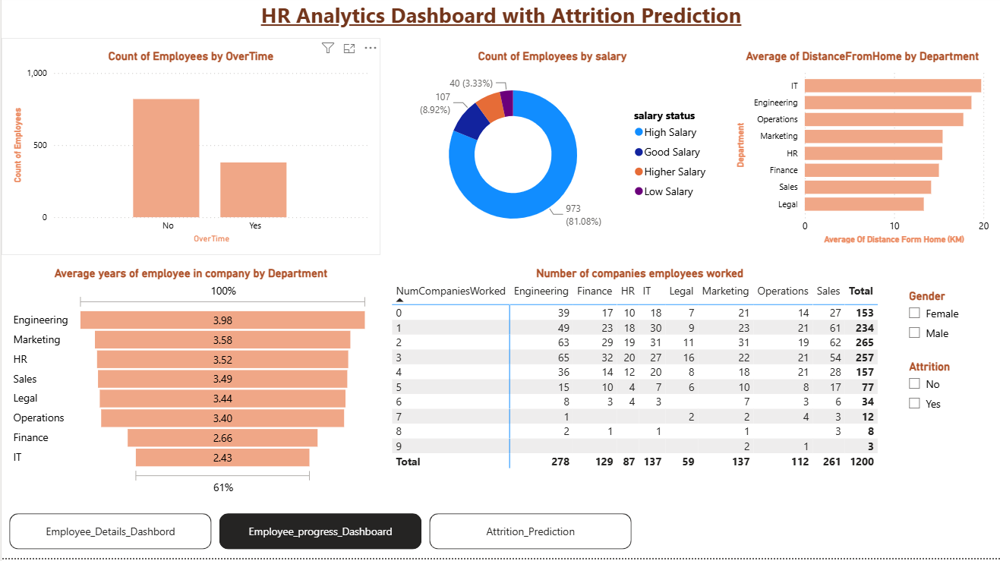 HR Analytics Dashboard with Attrition Prediction
Count of Employees by OverTime
Count of Employees
1,000
500
0
No
Yes
OverTime
Count of Employees by salary
40 (3.33%)
107
(8.92%)
973
(81.08%)
salary status
High Salary
Good Salary
Higher Salary
Low Salary
Average of DistanceFromHome by Department
Department
IT
Engineering
Operations
Marketing
HR
Finance
Sales
Legal
0 10 20
Average Of Distance Form Home (KM)
Average years of employee in company by Department
100%
Engineering 3.98
Marketing 3.58
HR 3.52
Sales 3.49
Legal 3.44
Operations 3.40
Finance 2.66
IT 2.43
61%
Number of companies employees worked
NumCompaniesWorked Engineering Finance HR IT Legal Marketing Operations Sales Total
0 39 17 10 18 7 21 14 27 153
1 49 23 18 30 9 23 21 61 234
2 63 29 19 31 11 31 19 62 265
3 65 32 20 27 16 22 21 54 257
4 36 14 12 20 8 18 21 28 157
5 15 10 4 7 6 10 8 17 77
6 8 3 4 3 7 3 6 34
7 1 2 2 4 3 12
8 2 1 1 1 3 8
9 2 1 3
Total 278 129 87 137 59 137 112 261 1200
Gender
Female
Male
Attrition
No
Yes
Employee_Details_Dashbord
Employee_progress_Dashboard
Attrition_Prediction